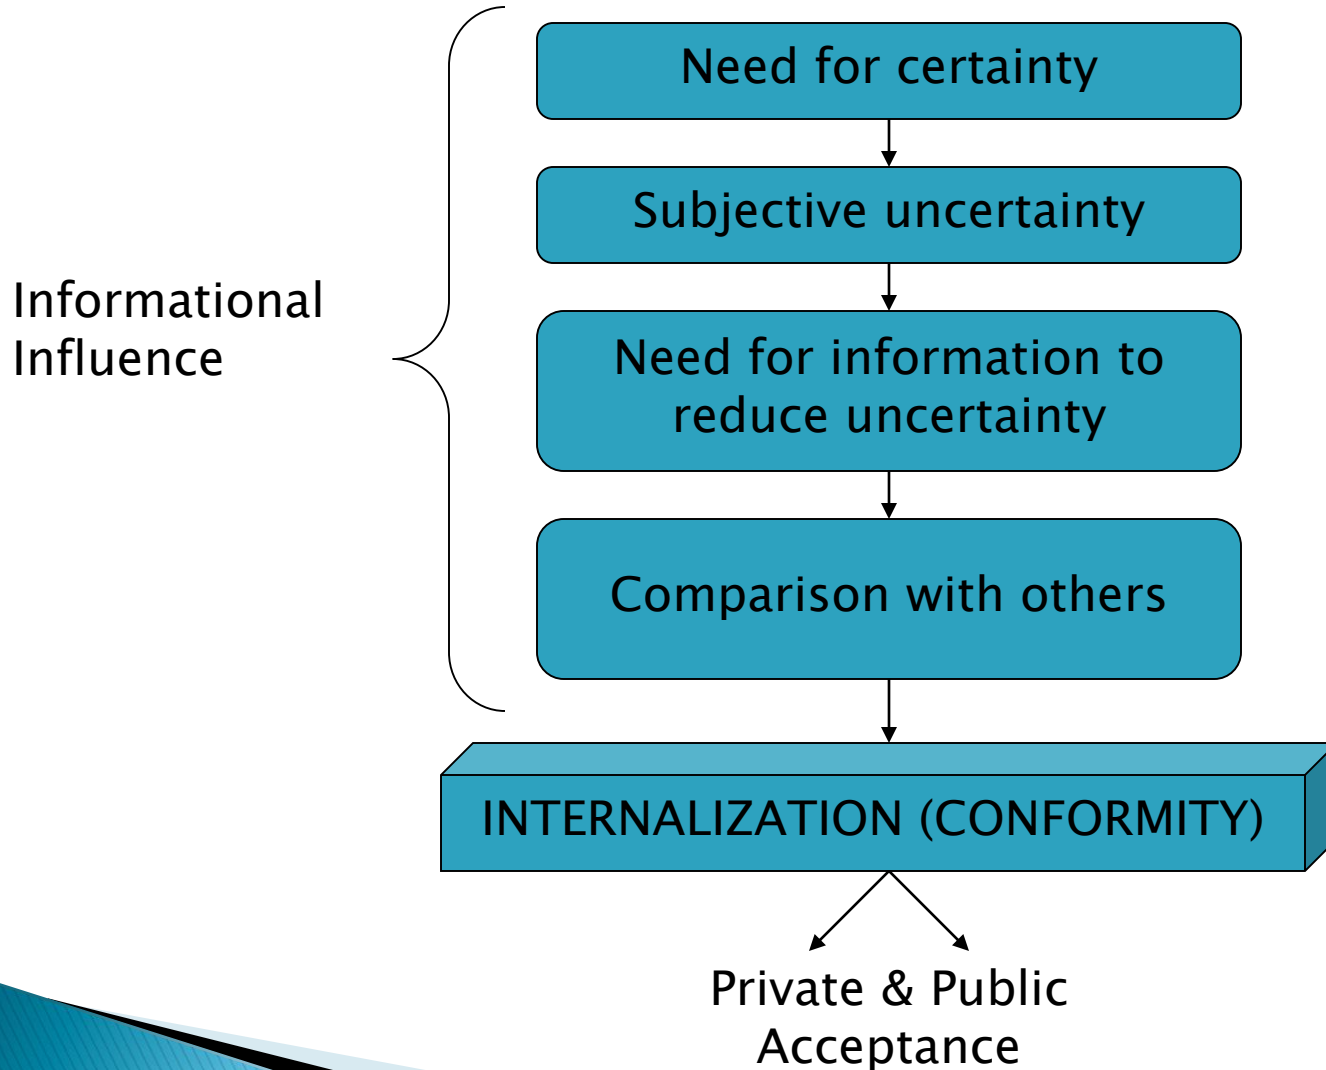 Need for certainty
Subjective uncertainty
Informational
Influence
Need for information to
reduce uncertainty
Comparison with others
INTERNALIZATION (CONFORMITY)
Private & Public
Acceptance